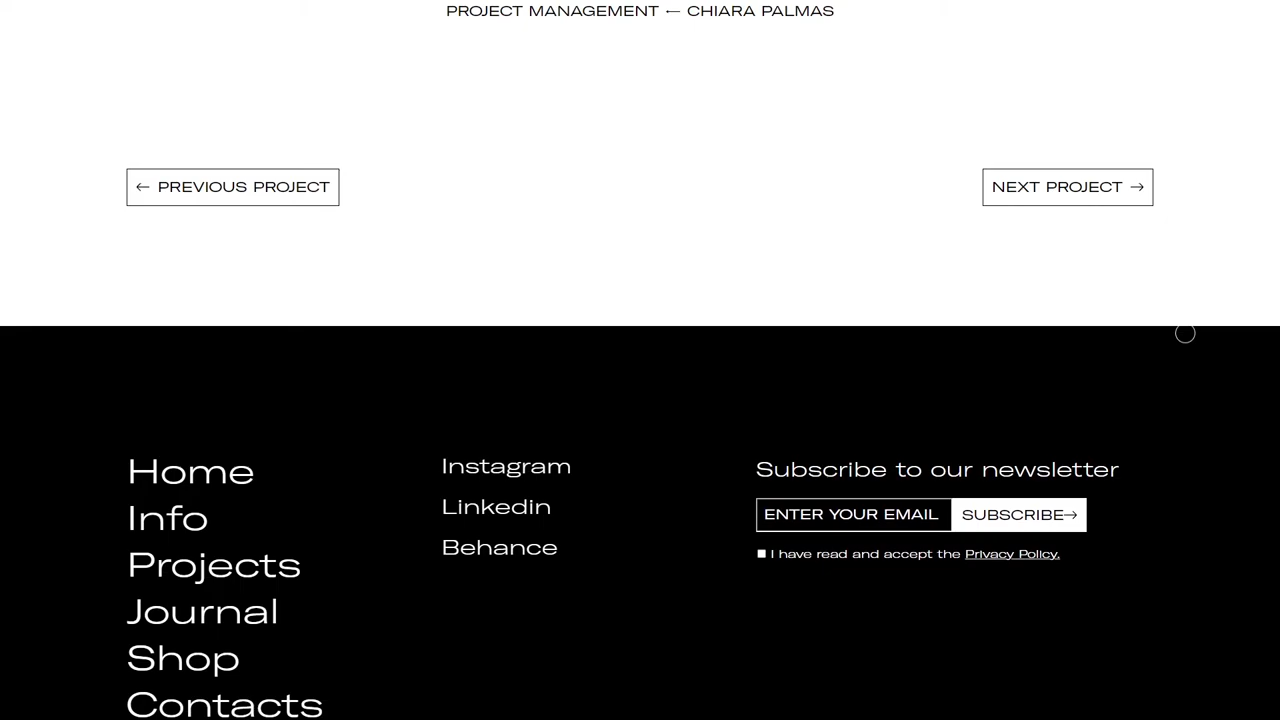 PROJECT MANAGEMENT ← CHIARA PALMAS
← PREVIOUS PROJECT
NEXT PROJECT →
Home
Info
Projects
Journal
Shop
Contacts
Instagram
Linkedin
Behance
Subscribe to our newsletter
ENTER YOUR EMAIL
SUBSCRIBE→
I have read and accept the Privacy Policy.